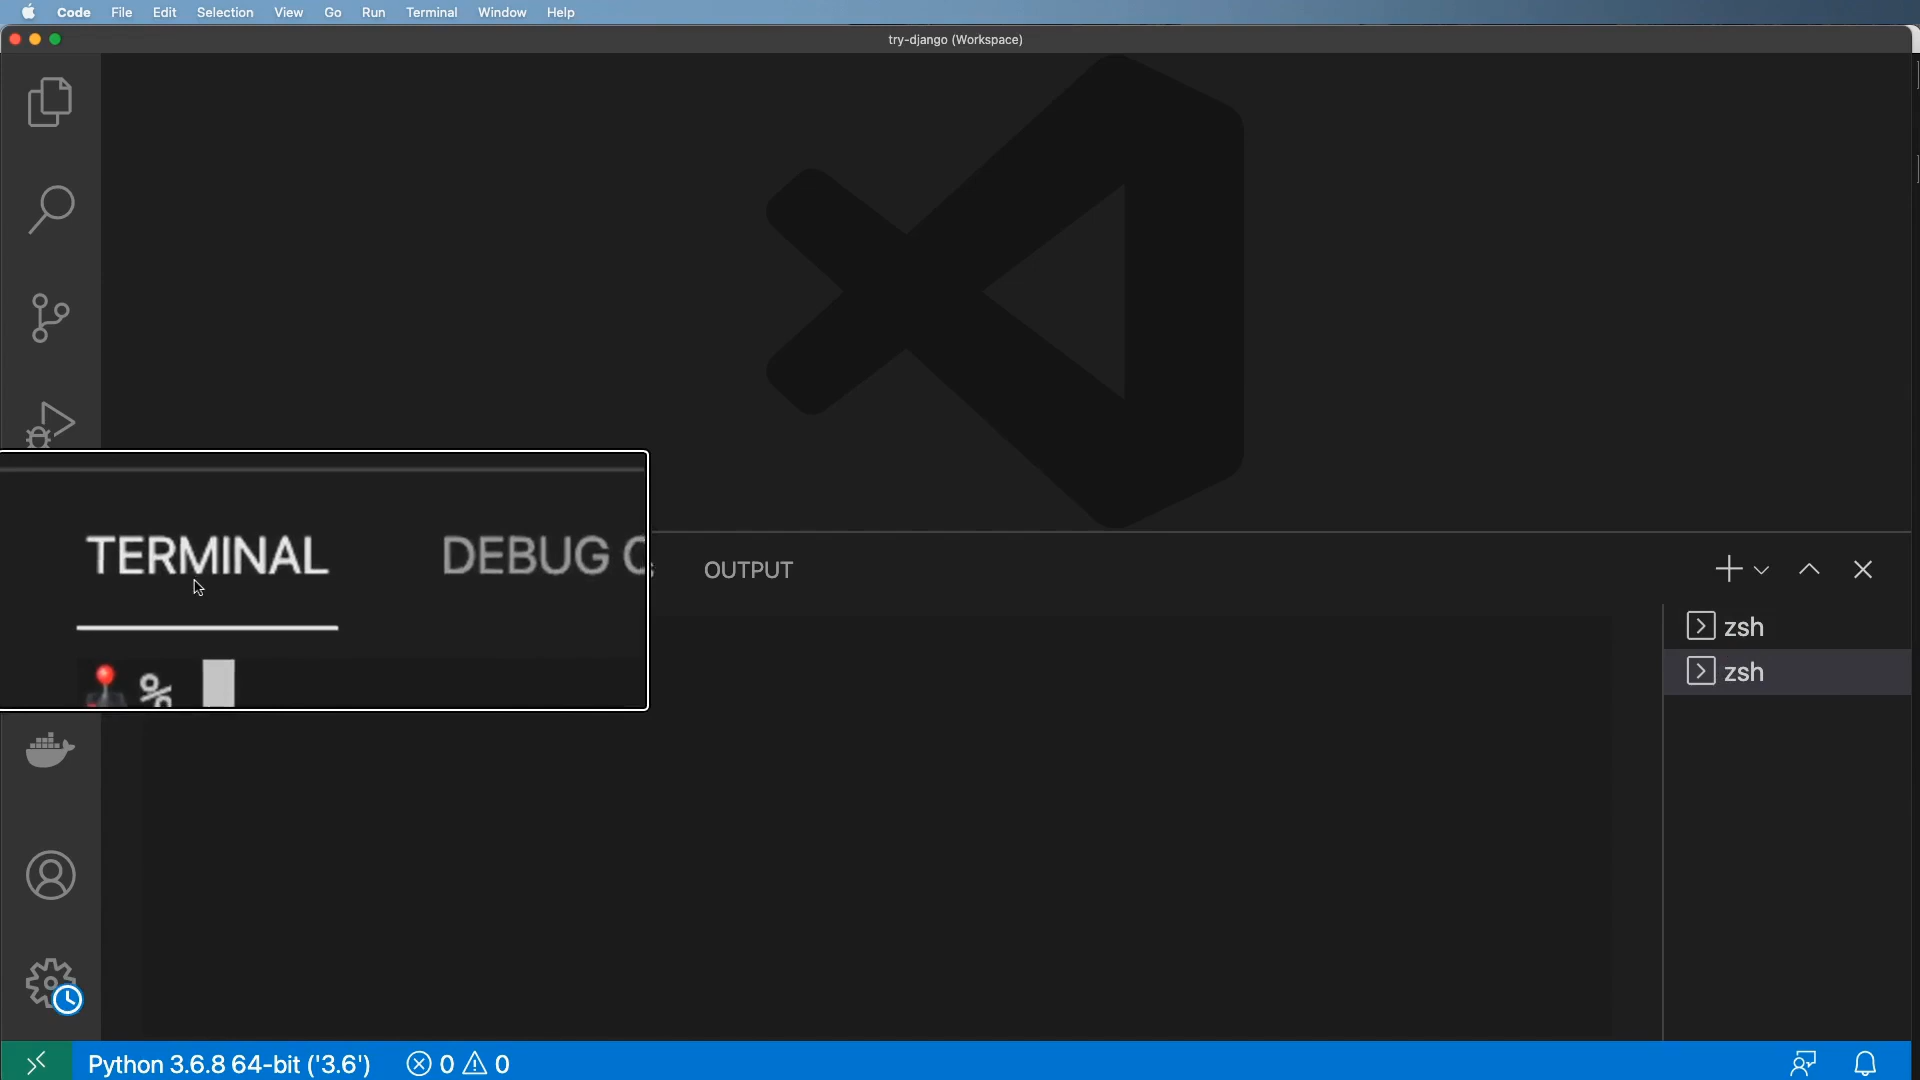 Code File Edit Selection View Go Run Terminal Window Help
try-django (Workspace)
TERMINAL DEBUG OUTPUT
%
zsh
zsh
Python 3.6.8 64-bit ('3.6') 0 0